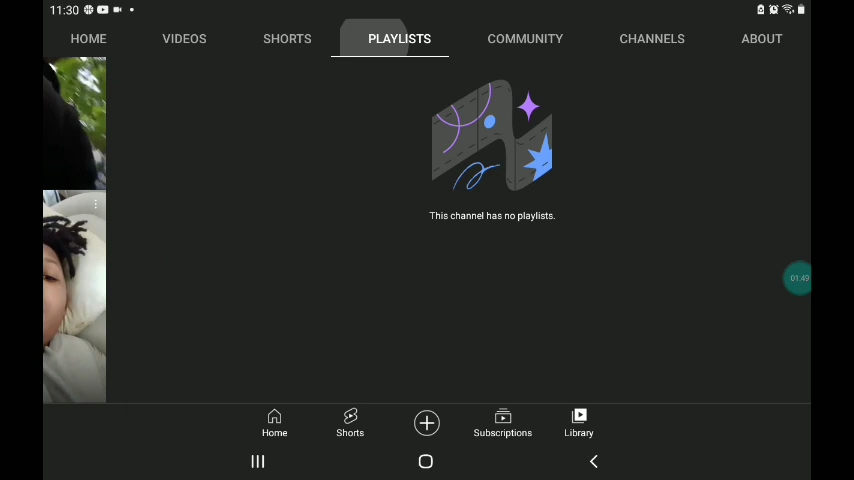 11:30
HOME VIDEOS SHORTS PLAYLISTS COMMUNITY CHANNELS ABOUT
This channel has no playlists.
01:49
Home Shorts Subscriptions Library